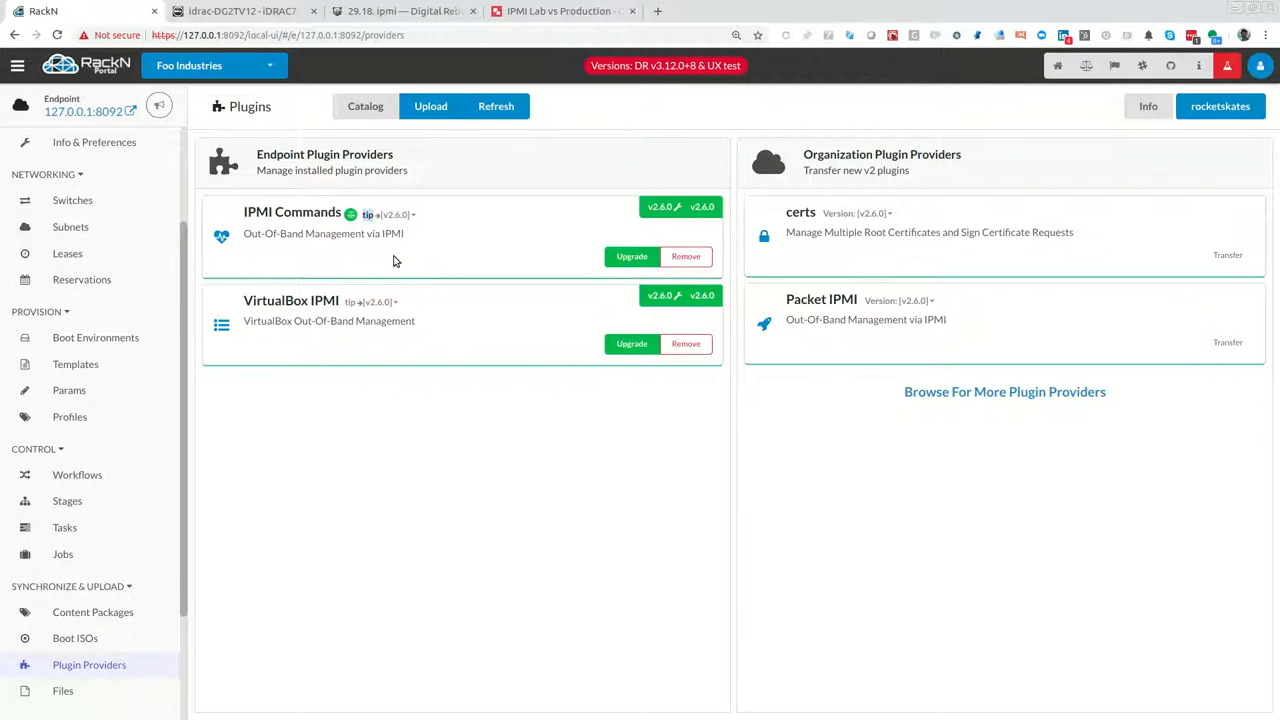 RackN
idrac-DG2TV12 - iDRAC7
29.18. ipmi — Digital Reb
IPMI Lab vs Production -
Not secure
https://127.0.0.1:8092/local-ui/#/e/127.0.0.1:8092/providers
RACKN
Portal
Foo Industries
Versions: DR v3.12.0+8 & UX test
Endpoint
127.0.0.1:8092
Plugins
Catalog
Upload
Refresh
Info
rocketskates
Info & Preferences
NETWORKING
Switches
Subnets
Leases
Reservations
PROVISION
Boot Environments
Templates
Params
Profiles
CONTROL
Workflows
Stages
Tasks
Jobs
SYNCHRONIZE & UPLOAD
Content Packages
Boot ISOs
Plugin Providers
Files
Endpoint Plugin Providers
Manage installed plugin providers
IPMI Commands tip →[v2.6.0]
v2.6.0 v2.6.0
Out-Of-Band Management via IPMI
Upgrade
Remove
VirtualBox IPMI tip →[v2.6.0]
v2.6.0 v2.6.0
VirtualBox Out-Of-Band Management
Upgrade
Remove
Organization Plugin Providers
Transfer new v2 plugins
certs Version: [v2.6.0]
Manage Multiple Root Certificates and Sign Certificate Requests
Transfer
Packet IPMI Version: [v2.6.0]
Out-Of-Band Management via IPMI
Transfer
Browse For More Plugin Providers